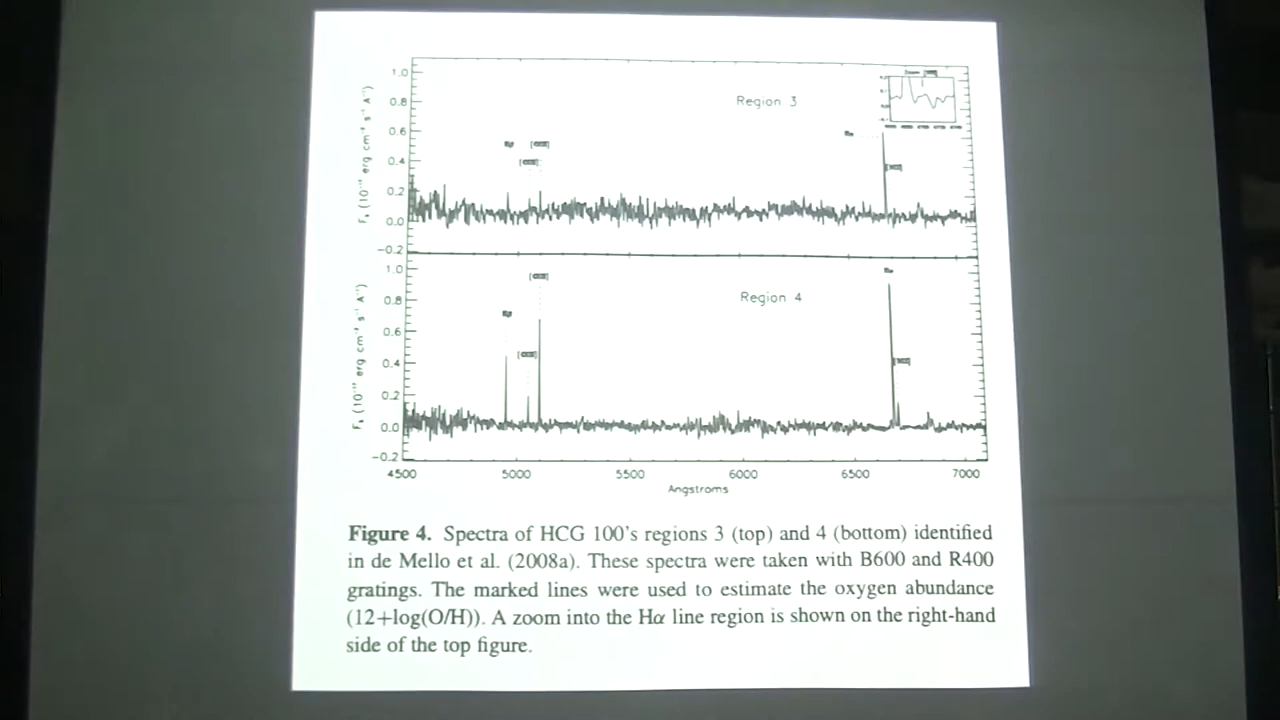 1.0
Region 3
0.8
0.6
0.4
0.2
0.0
-0.2
1.0
Region 4
0.8
0.6
0.4
0.2
0.0
-0.2
4500 5000 5500 6000 6500 7000
Angstroms
Figure 4. Spectra of HCG 100's regions 3 (top) and 4 (bottom) identified
in de Mello et al. (2008a). These spectra were taken with B600 and R400
gratings. The marked lines were used to estimate the oxygen abundance
(12+log(O/H)). A zoom into the Hα line region is shown on the right-hand
side of the top figure.